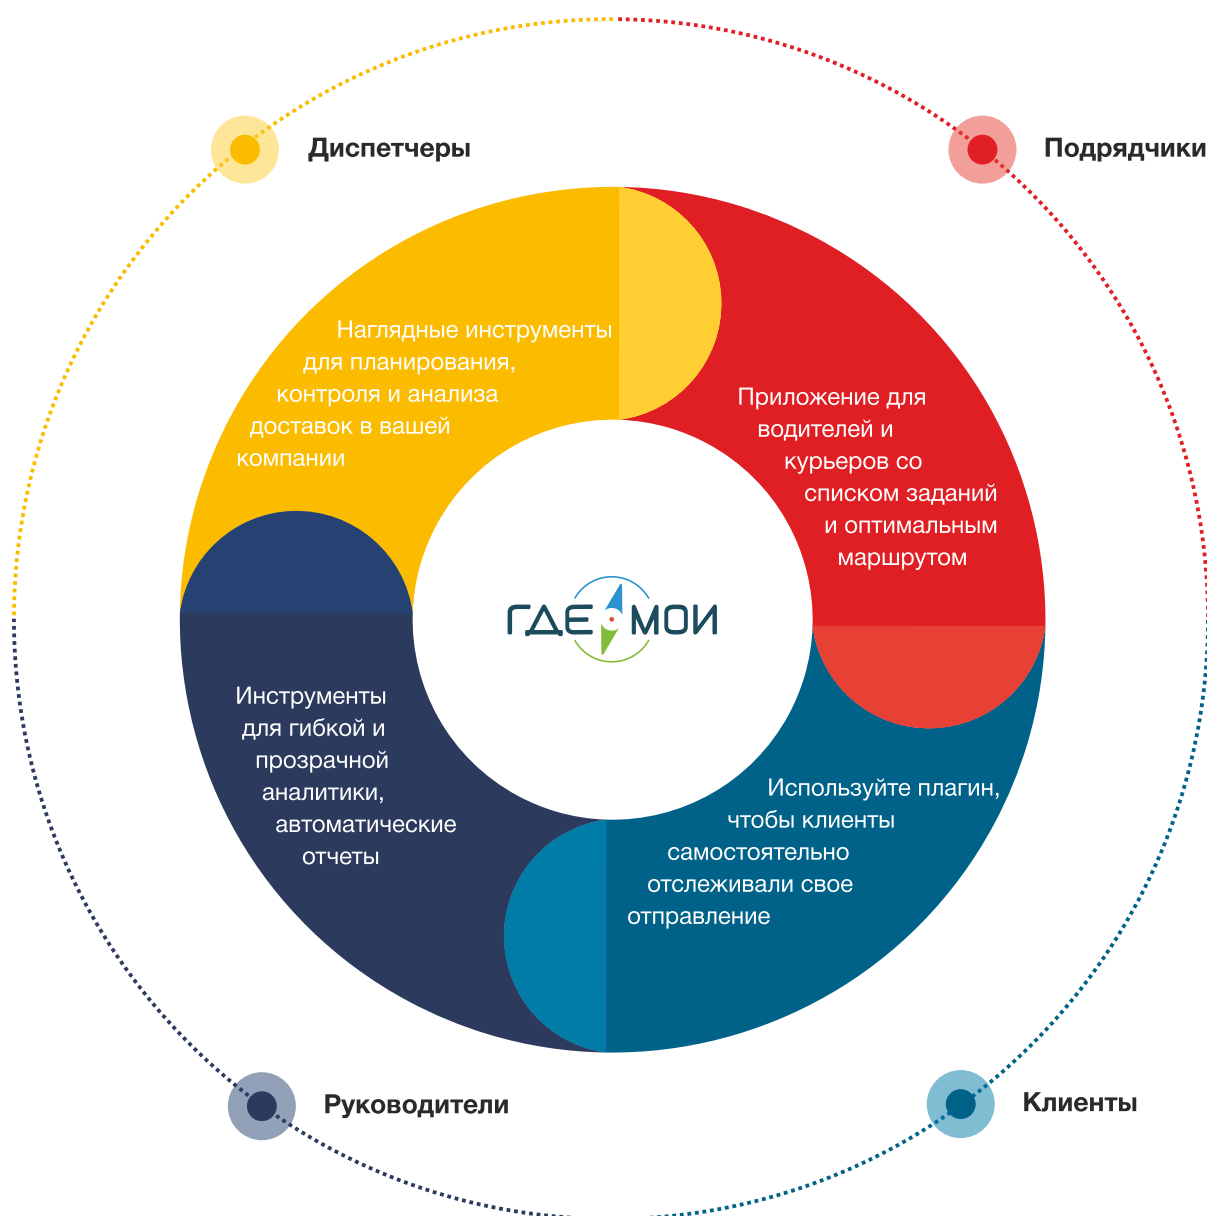 Диспетчеры
Подрядчики
Наглядные инструменты
для планирования,
контроля и анализа
доставок в вашей
компании
Приложение для
водителей и
курьеров со
списком заданий
и оптимальным
маршрутом
ГДЕ МОИ
Инструменты
для гибкой и
прозрачной
аналитики,
автоматические
отчеты
Используйте плагин,
чтобы клиенты
самостоятельно
отслеживали свое
отправление
Руководители
Клиенты